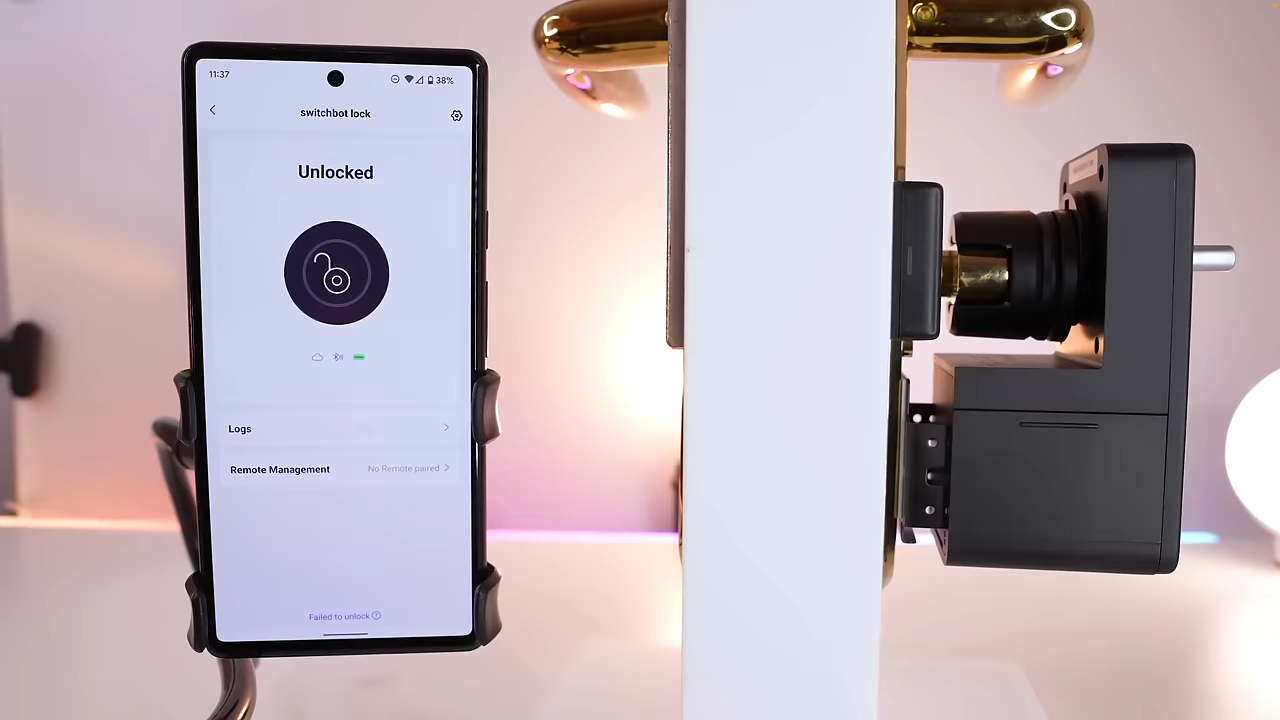 11:37
38%
switchbot lock
Unlocked
Logs
Remote Management No Remote paired
Failed to unlock